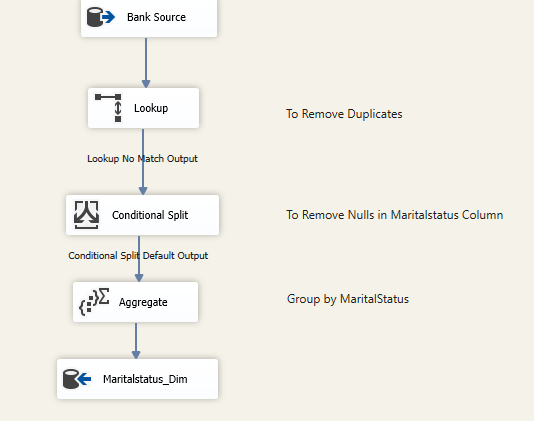 Bank Source
Lookup
To Remove Duplicates
Lookup No Match Output
Conditional Split
To Remove Nulls in Maritalstatus Column
Conditional Split Default Output
Aggregate
Group by MaritalStatus
Maritalstatus_Dim